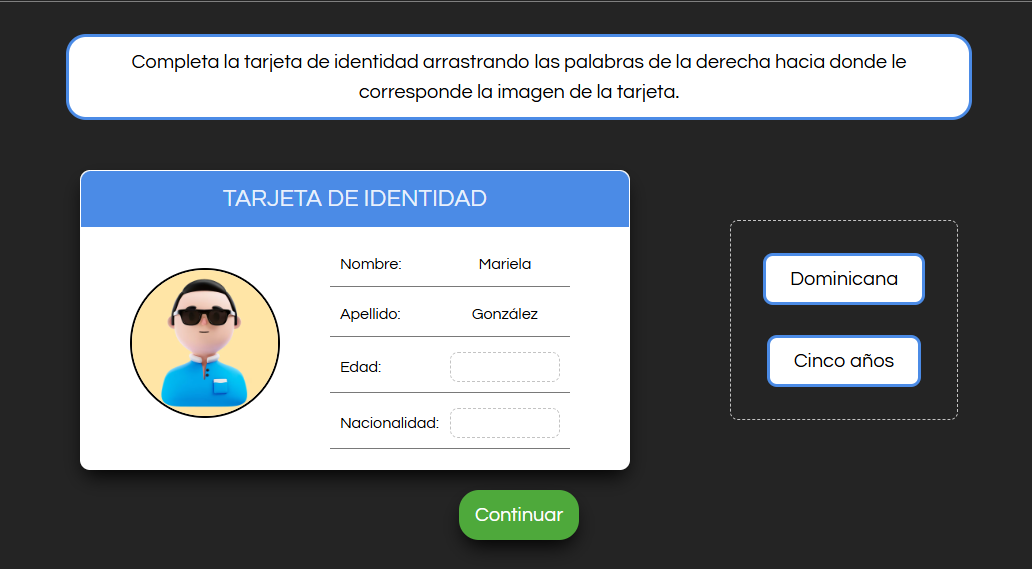 Completa la tarjeta de identidad arrastrando las palabras de la derecha hacia donde le
corresponde la imagen de la tarjeta.
TARJETA DE IDENTIDAD
Nombre: Mariela
Apellido: González
Edad:
Nacionalidad:
Dominicana
Cinco años
Continuar